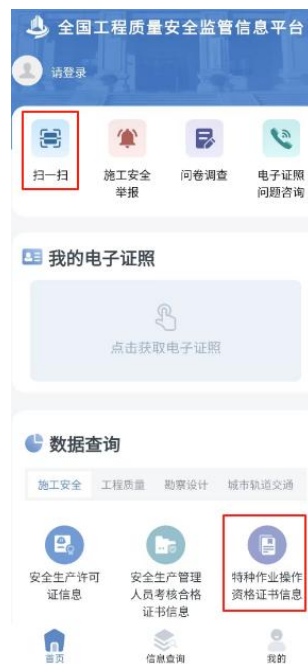 全国工程质量安全监管信息平台
请登录
扫一扫
施工安全
举报
问卷调查
电子证照
问题咨询
我的电子证照
点击获取电子证照
数据查询
施工安全 工程质量 勘察设计 城市轨道交通
安全生产许可
证信息
安全生产管理
人员考核合格
证书信息
特种作业操作
资格证书信息
首页 信息查询 我的